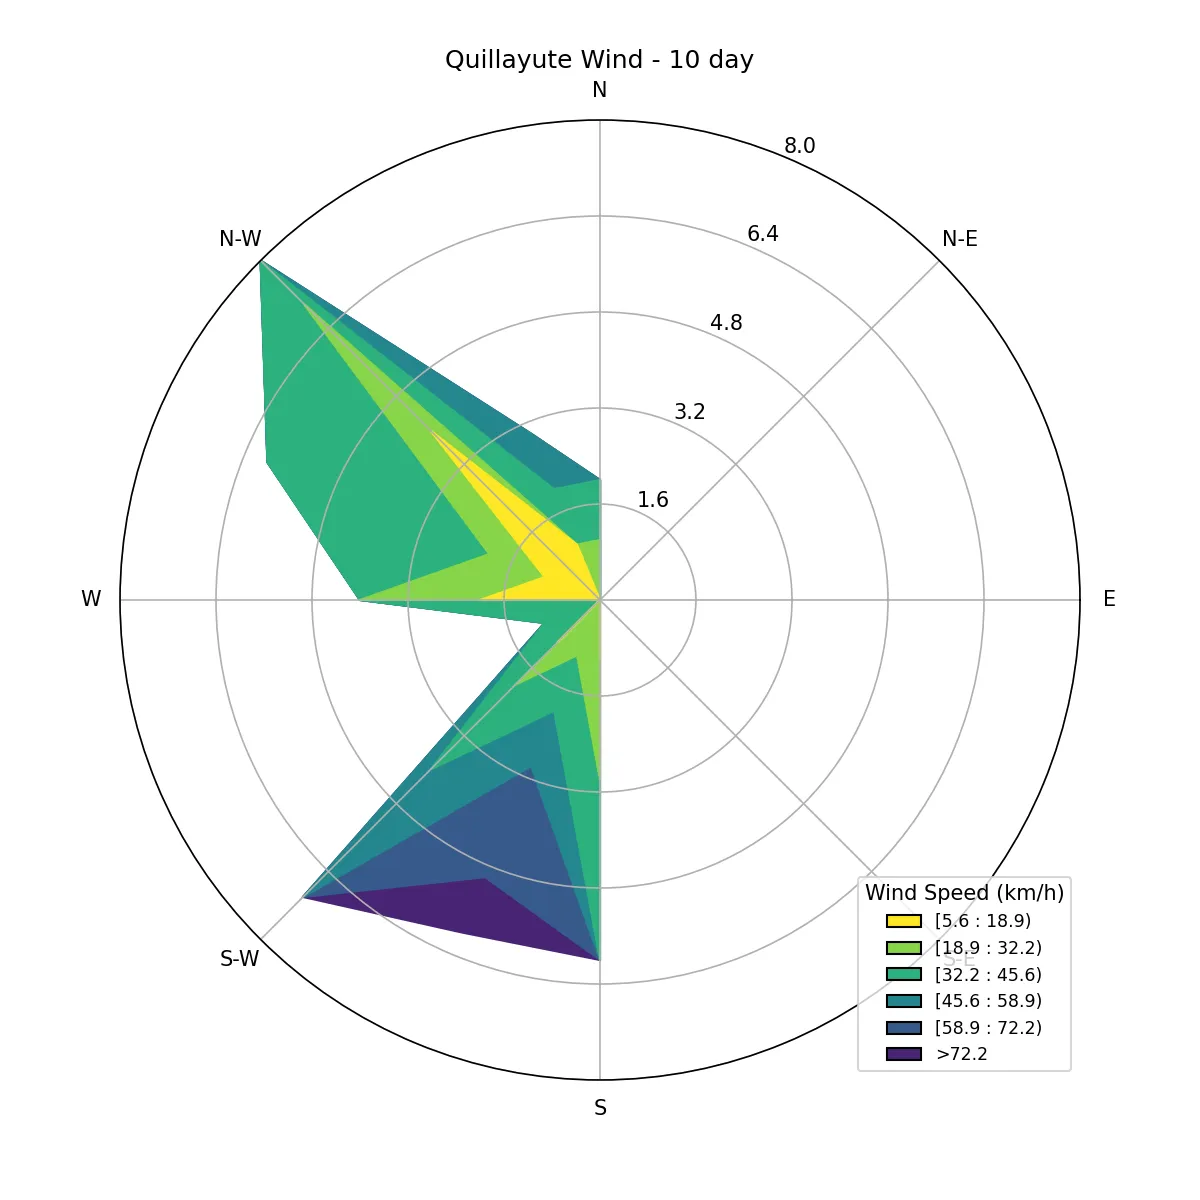 Quillayute Wind - 10 day
N
8.0
N-W
N-E
6.4
4.8
3.2
1.6
W
E
S-W
S-E
S
Wind Speed (km/h)
[5.6 : 18.9)
[18.9 : 32.2)
[32.2 : 45.6)
[45.6 : 58.9)
[58.9 : 72.2)
>72.2